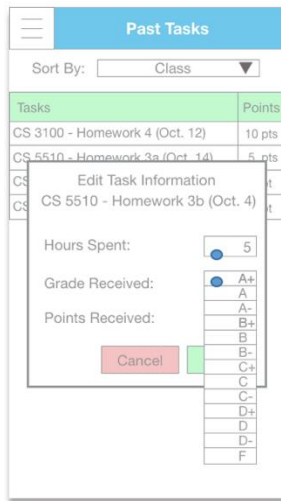 Past Tasks
Sort By: Class
Tasks Points
CS 3100 - Homework 4 (Oct. 12) 10 pts
CS 5510 - Homework 3a (Oct. 14) 5 pts
CS
CS
Edit Task Information
CS 5510 - Homework 3b (Oct. 4)
Hours Spent: 5
Grade Received: A+
A
A-
Points Received: B+
B
B-
C+
Cancel
C
C-
D+
D
D-
F